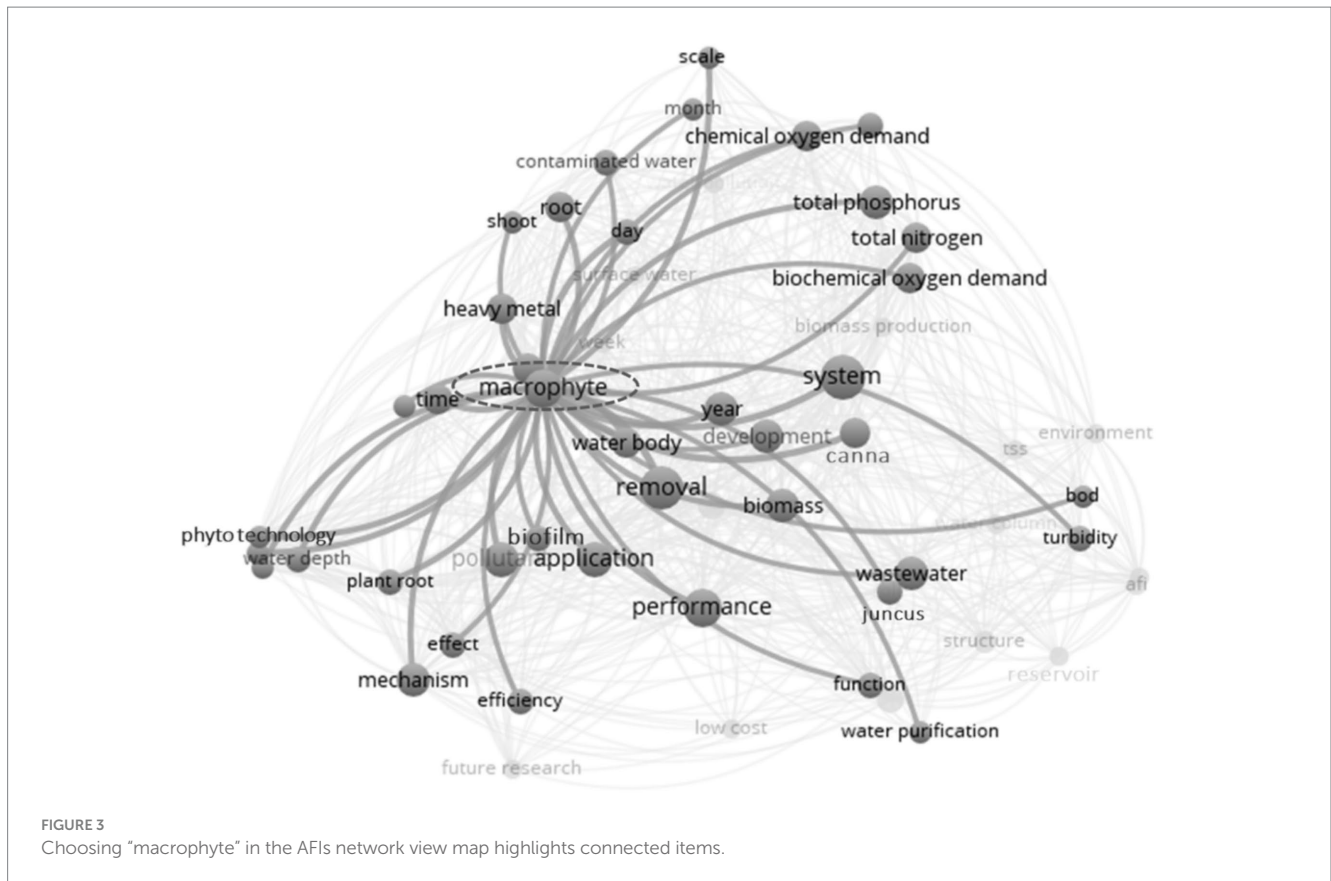 scale
month
chemical oxygen demand
contaminated water
total phosphorus
root
shoot
day
total nitrogen
surface water
biochemical oxygen demand
heavy metal
biomass production
week
system
macrophyte
time
year
environment
development
water body
tss
canna
removal
bod
biomass
water column
phyto technology
biofilm
turbidity
water depth
pollutant
application
wastewater
plant root
afi
performance
juncus
effect
structure
reservoir
mechanism
function
efficiency
low cost
water purification
future research
FIGURE 3
Choosing "macrophyte" in the AFIs network view map highlights connected items.